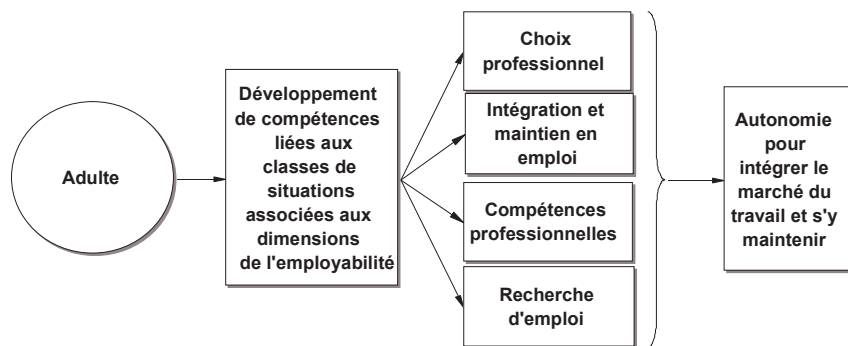 Adulte
Développement
de compétences
liées aux
classes de
situations
associées aux
dimensions
de l'employabilité
Choix
professionnel
Intégration et
maintien en
emploi
Compétences
professionnelles
Recherche
d'emploi
Autonomie
pour
intégrer le
marché du
travail et s'y
maintenir